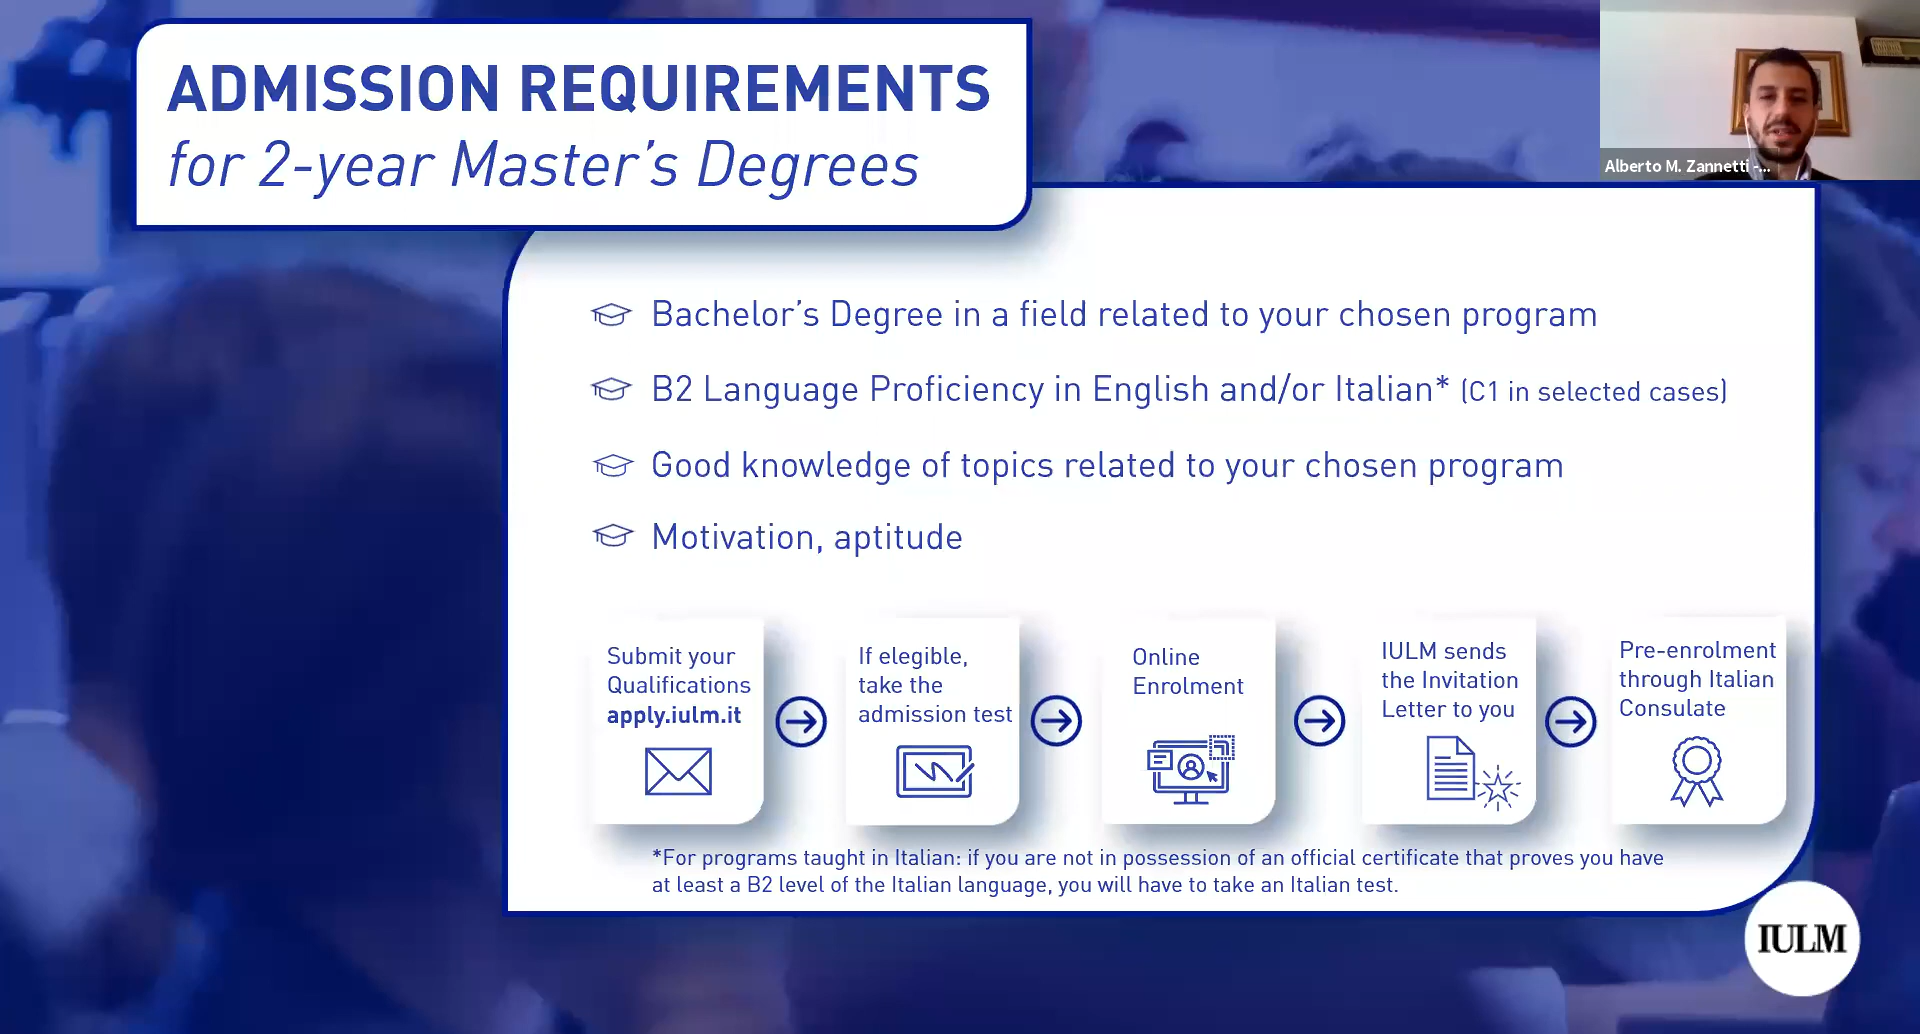 ADMISSION REQUIREMENTS
for 2-year Master's Degrees
Alberto M. Zannetti -...
Bachelor's Degree in a field related to your chosen program
B2 Language Proficiency in English and/or Italian* (C1 in selected cases)
Good knowledge of topics related to your chosen program
Motivation, aptitude
Submit your
Qualifications
apply.iulm.it
If elegible,
take the
admission test
Online
Enrolment
IULM sends
the Invitation
Letter to you
Pre-enrolment
through Italian
Consulate
*For programs taught in Italian: if you are not in possession of an official certificate that proves you have
at least a B2 level of the Italian language, you will have to take an Italian test.
IULM